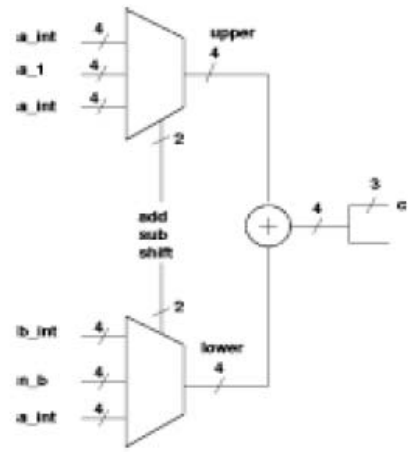 a_int 4
upper
a_1 4
4
a_int 4
2
3
c
add
sub
shift
4
2
b_int 4
lower
n_b 4
4
a_int 4